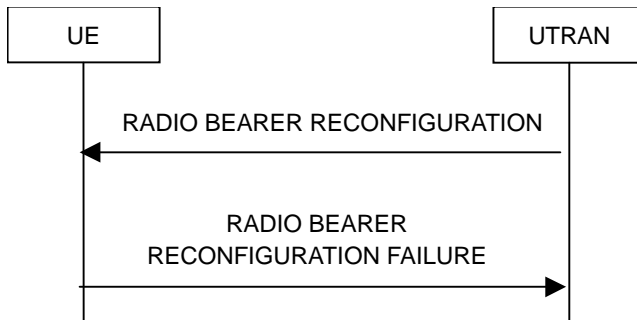 UE
UTRAN
RADIO BEARER RECONFIGURATION
RADIO BEARER
RECONFIGURATION FAILURE